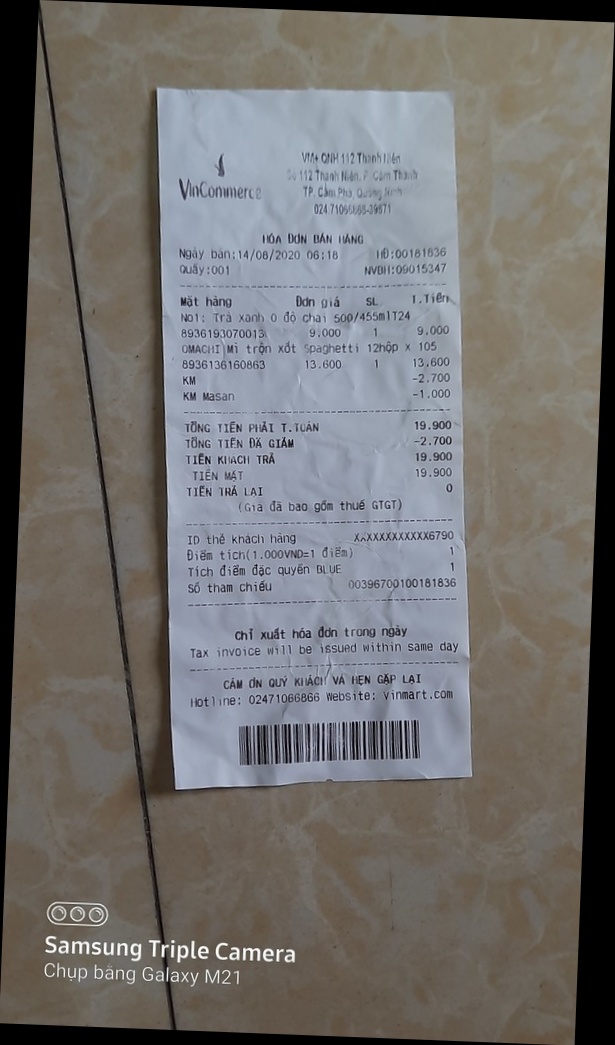 VinCommerce
VM+ QNH 112 Thanh Niên
Số 112 Thanh Niên, P. Cẩm Thành
TP. Cẩm Phả, Quảng Ninh
024.71066866-39671
HÓA ĐƠN BÁN HÀNG
Ngày bán:14/08/2020 06:18 HĐ:00181836
Quầy:001 NVBH:09015347
Mặt hàng Đơn giá SL T.Tiền
No1: Trà xanh 0 độ chai 500/455mlT24
8936193070013 9.000 1 9.000
OMACHI Mì trộn xốt Spaghetti 12hộp x 105
8936136160863 13.600 1 13.600
KM -2.700
KM Masan -1.000
TỔNG TIỀN PHẢI T.TOÁN 19.900
TỔNG TIỀN ĐÃ GIẢM -2.700
TIỀN KHÁCH TRẢ 19.900
TIỀN MẶT 19.900
TIỀN TRẢ LẠI 0
(Giá đã bao gồm thuế GTGT)
ID thẻ khách hàng XXXXXXXXXXXX6790
Điểm tích(1.000VND=1 điểm) 1
Tích điểm đặc quyền BLUE 1
Số tham chiếu 00396700100181836
Chỉ xuất hóa đơn trong ngày
Tax invoice will be issued within same day
CẢM ƠN QUÝ KHÁCH VÀ HẸN GẶP LẠI
Hotline: 02471066866 Website: vinmart.com
Samsung Triple Camera
Chụp bằng Galaxy M21